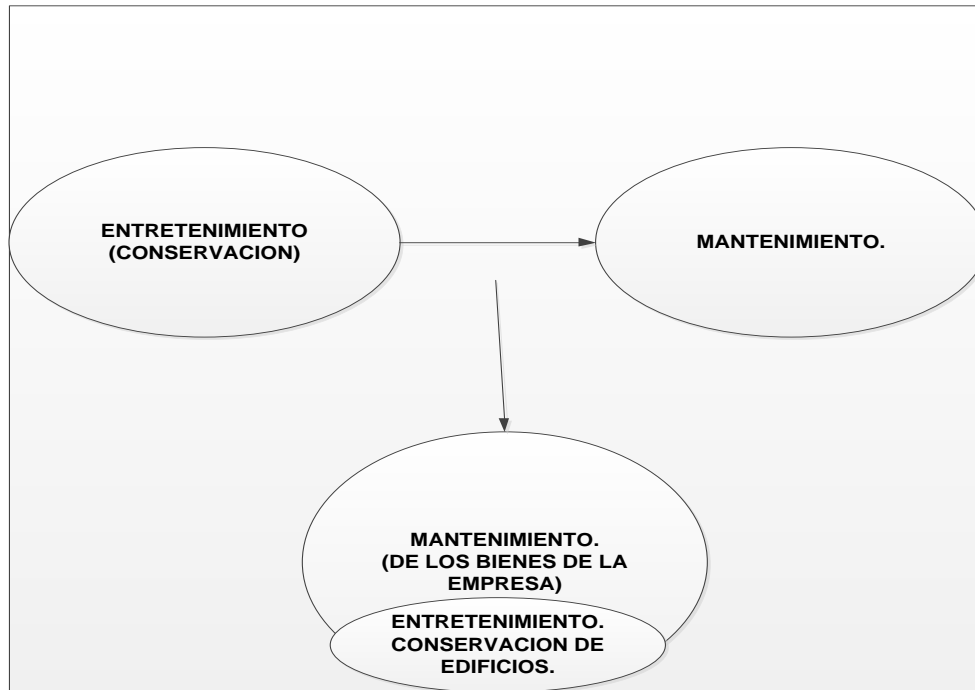 ENTRETENIMIENTO
(CONSERVACION)
MANTENIMIENTO.
MANTENIMIENTO.
(DE LOS BIENES DE LA
EMPRESA)
ENTRETENIMIENTO.
CONSERVACION DE
EDIFICIOS.